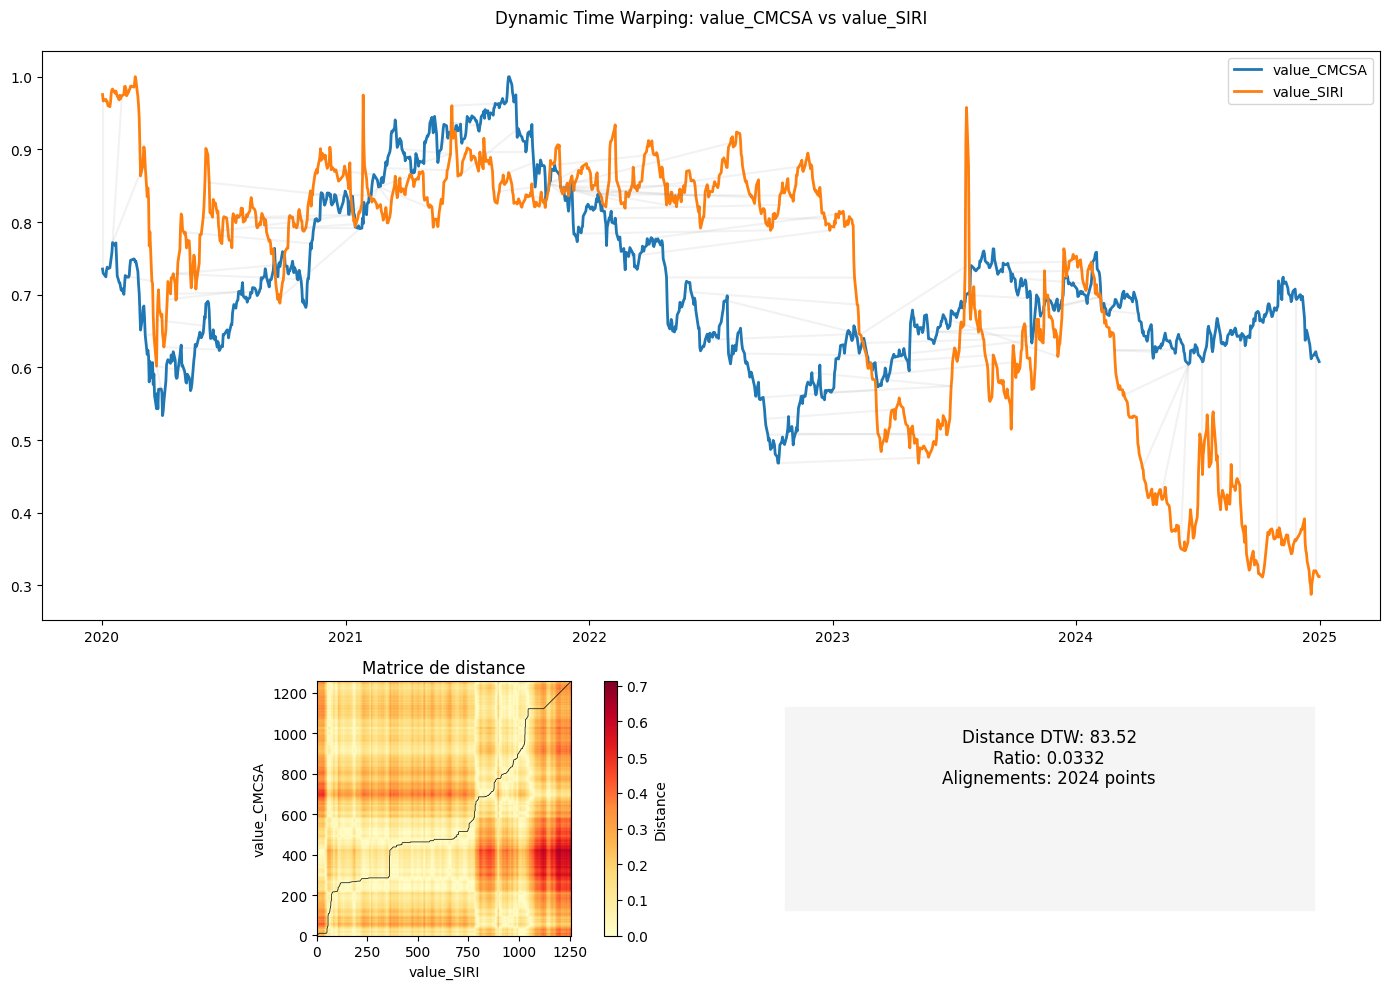 Dynamic Time Warping: value_CMCSA vs value_SIRI
value_CMCSA
value_SIRI
1.0
0.9
0.8
0.7
0.6
0.5
0.4
0.3
2020 2021 2022 2023 2024 2025
Matrice de distance
value_CMCSA
1200
1000
800
600
400
200
0
0 250 500 750 1000 1250
value_SIRI
0.7
0.6
0.5
0.4
0.3
0.2
0.1
0.0
Distance
Distance DTW: 83.52
Ratio: 0.0332
Alignements: 2024 points